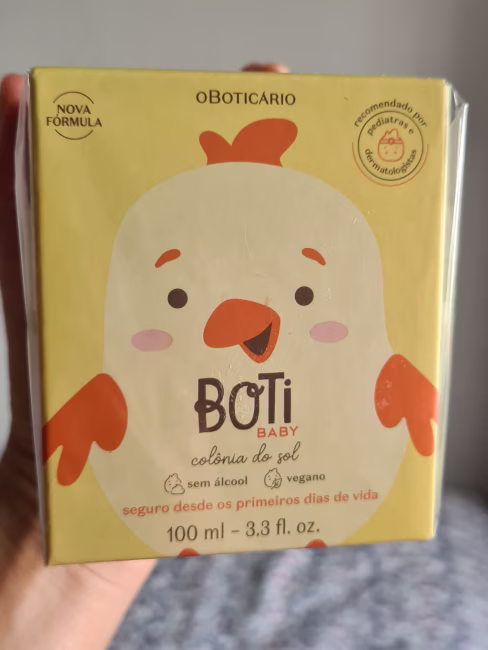 oBOTICÁRIO
NOVA
FÓRMULA
recomendado por
pediatras e
dermatologistas
BOTi
BABY
colônia do sol
sem álcool
vegano
seguro desde os primeiros dias de vida
100 ml - 3.3 fl. oz.